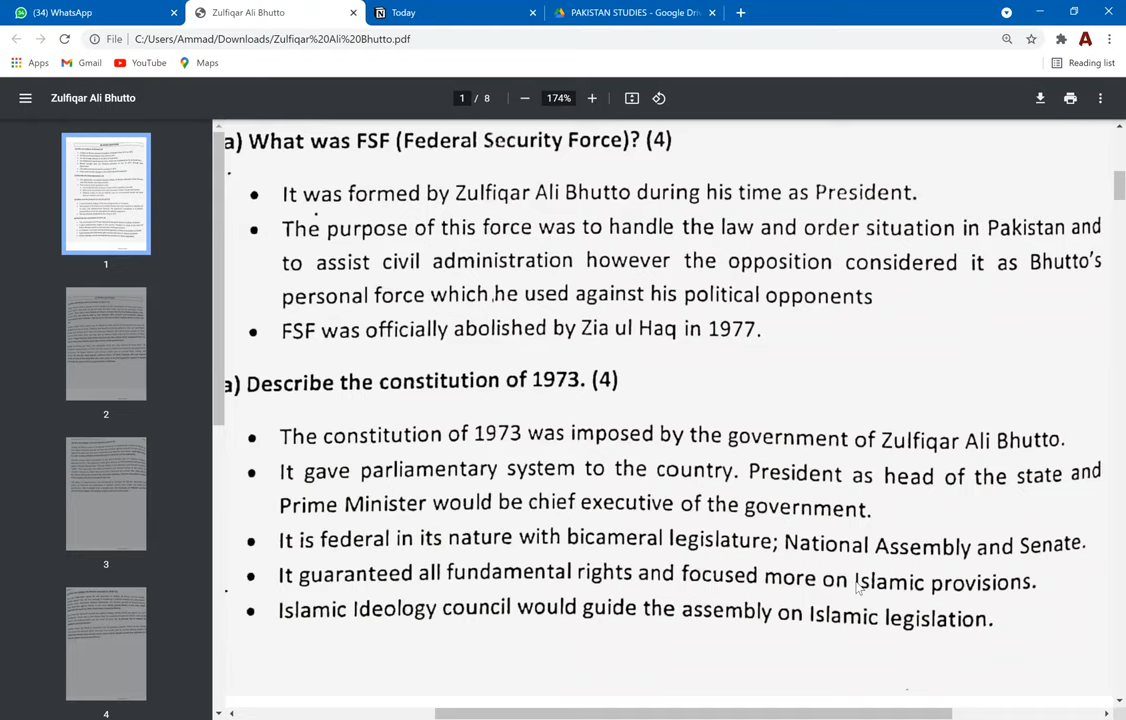 (34) WhatsApp
Zulfiqar Ali Bhutto
Today
PAKISTAN STUDIES - Google Dri
File
C:/Users/Ammad/Downloads/Zulfiqar%20Ali%20Bhutto.pdf
Apps
Gmail
YouTube
Maps
Reading list
Zulfiqar Ali Bhutto
1 / 8
174%
a) What was FSF (Federal Security Force)? (4)
• It was formed by Zulfiqar Ali Bhutto during his time as President.
• The purpose of this force was to handle the law and order situation in Pakistan and
to assist civil administration however the opposition considered it as Bhutto's
personal force which he used against his political opponents
• FSF was officially abolished by Zia ul Haq in 1977.
a) Describe the constitution of 1973. (4)
• The constitution of 1973 was imposed by the government of Zulfiqar Ali Bhutto.
• It gave parliamentary system to the country. President as head of the state and
Prime Minister would be chief executive of the government.
• It is federal in its nature with bicameral legislature; National Assembly and Senate.
• It guaranteed all fundamental rights and focused more on Islamic provisions.
• Islamic Ideology council would guide the assembly on Islamic legislation.
1
2
3
4